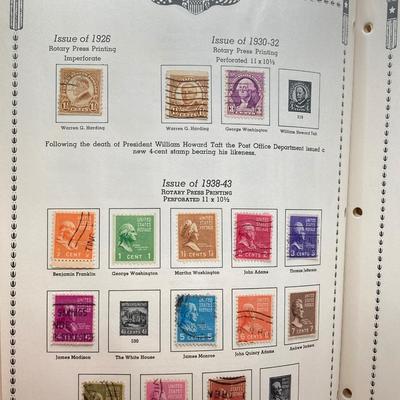 Issue of 1926
Rotary Press Printing
Imperforate
Issue of 1930-32
Rotary Press Printing
Perforated 11 x 10½
Warren G. Harding
Warren G. Harding
George Washington
William Howard Taft
Following the death of President William Howard Taft the Post Office Department issued a
new 4-cent stamp bearing his likeness.
Issue of 1938-43
ROTARY PRESS PRINTING
PERFORATED 11 x 10½
Benjamin Franklin
George Washington
Martha Washington
John Adams
Thomas Jefferson
James Madison
The White House
James Monroe
John Quincy Adams
Andrew Jackson